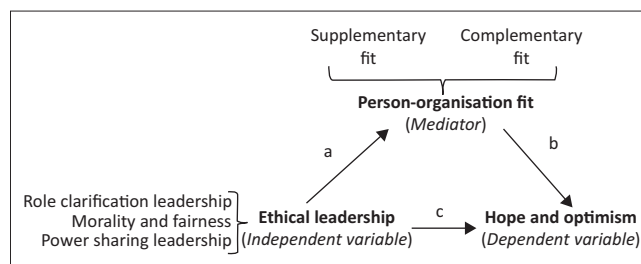 Supplementary fit
Complementary fit
Person-organisation fit
(Mediator)
a
b
Role clarification leadership
Morality and fairness
Power sharing leadership
Ethical leadership
(Independent variable)
c
Hope and optimism
(Dependent variable)